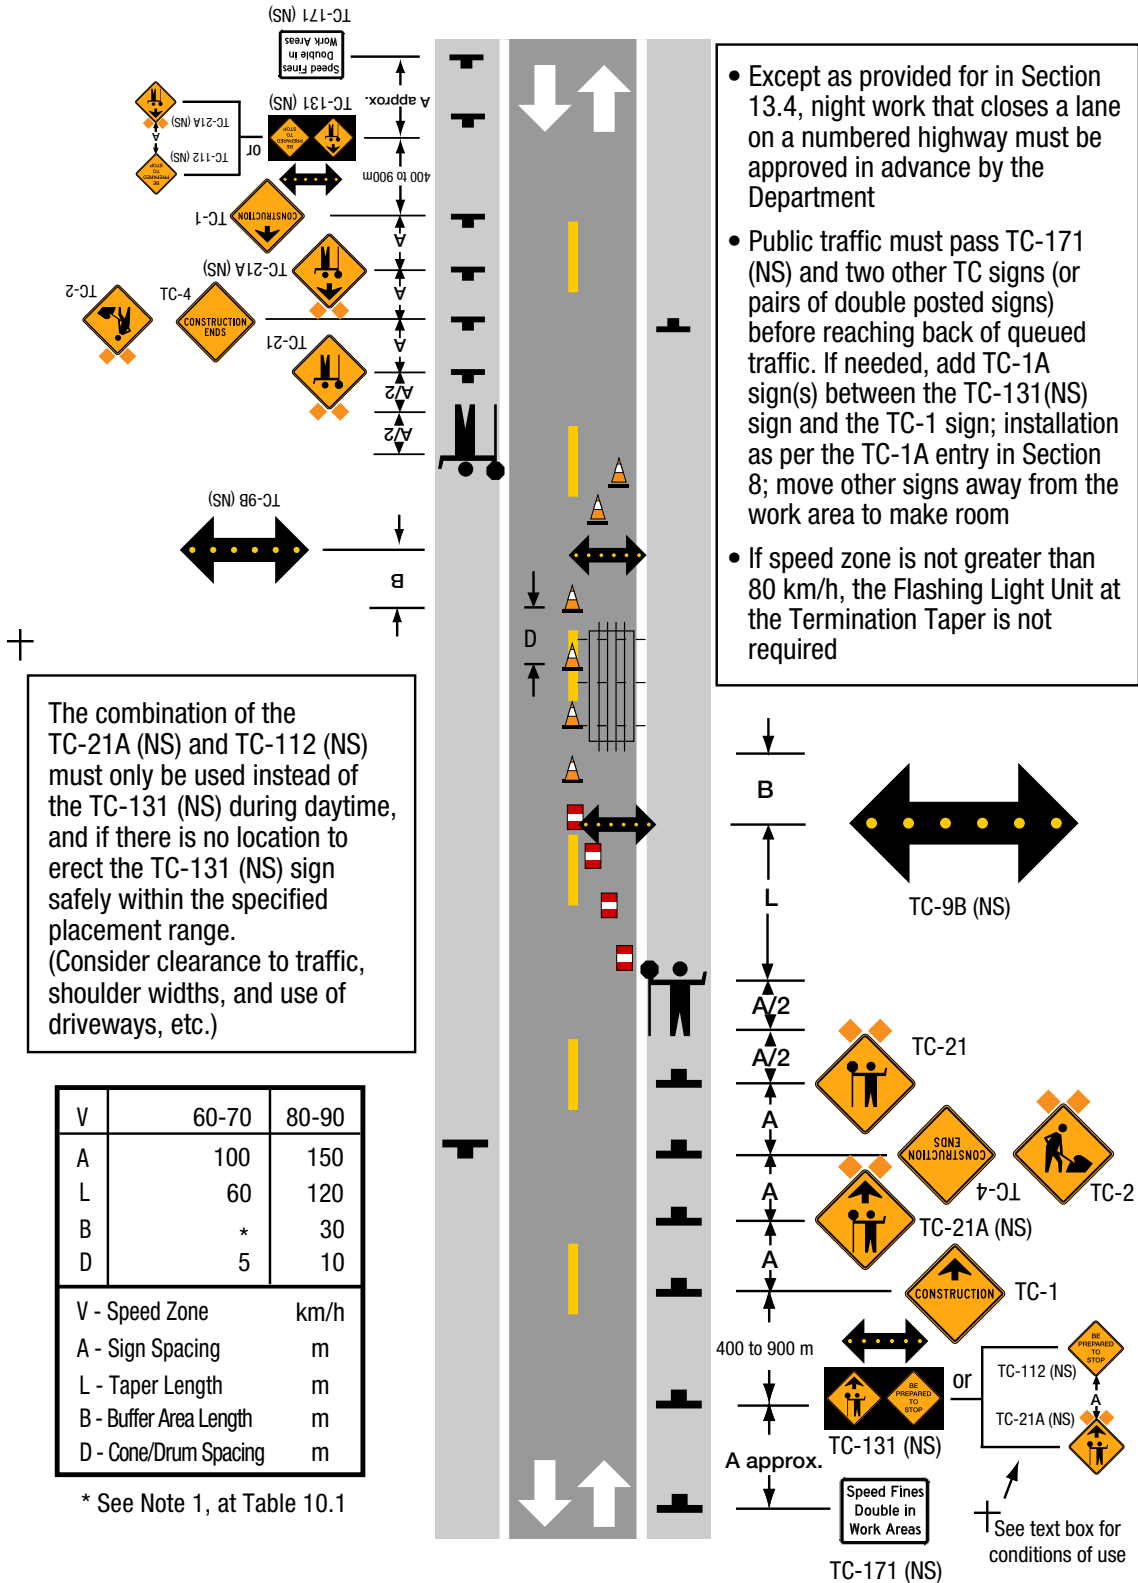 TC-171 (NS)
Speed Fines
Double in
Work Areas
A approx.
TC-131 (NS)
BE
PREPARED
TO
STOP
or
TC-21A (NS)
A
TC-112 (NS)
BE
PREPARED
TO
STOP
400 to 900m
TC-1
CONSTRUCTION
A
TC-21A (NS)
A
TC-2
TC-4
CONSTRUCTION
ENDS
A
TC-21
A/2
A/2
TC-9B (NS)
B
D
• Except as provided for in Section
13.4, night work that closes a lane
on a numbered highway must be
approved in advance by the
Department
• Public traffic must pass TC-171
(NS) and two other TC signs (or
pairs of double posted signs)
before reaching back of queued
traffic. If needed, add TC-1A
sign(s) between the TC-131(NS)
sign and the TC-1 sign; installation
as per the TC-1A entry in Section
8; move other signs away from the
work area to make room
• If speed zone is not greater than
80 km/h, the Flashing Light Unit at
the Termination Taper is not
required
The combination of the
TC-21A (NS) and TC-112 (NS)
must only be used instead of
the TC-131 (NS) during daytime,
and if there is no location to
erect the TC-131 (NS) sign
safely within the specified
placement range.
(Consider clearance to traffic,
shoulder widths, and use of
driveways, etc.)
B
L
TC-9B (NS)
A/2
A/2
TC-21
A
CONSTRUCTION
ENDS
TC-4
TC-2
A
TC-21A (NS)
A
CONSTRUCTION
TC-1
400 to 900 m
BE
PREPARED
TO
STOP
TC-131 (NS)
or
BE
PREPARED
TO
STOP
TC-112 (NS)
A
TC-21A (NS)
A approx.
Speed Fines
Double in
Work Areas
TC-171 (NS)
See text box for
conditions of use
V 60-70 80-90
A 100 150
L 60 120
B * 30
D 5 10
V - Speed Zone km/h
A - Sign Spacing m
L - Taper Length m
B - Buffer Area Length m
D - Cone/Drum Spacing m
* See Note 1, at Table 10.1